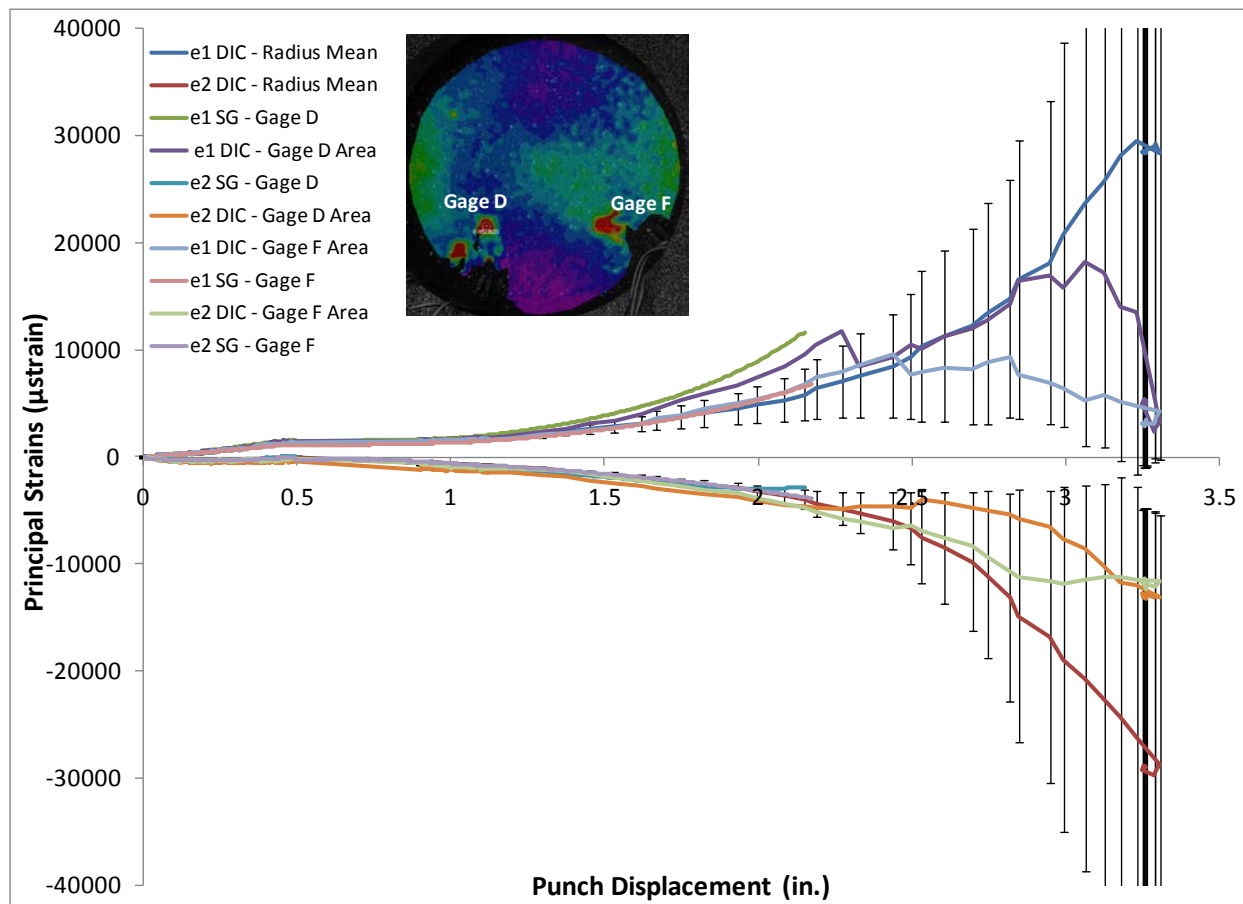 40000
30000
20000
10000
0
-10000
-20000
-30000
-40000
Principal Strains (µstrain)
e1 DIC - Radius Mean
e2 DIC - Radius Mean
e1 SG - Gage D
e1 DIC - Gage D Area
e2 SG - Gage D
e2 DIC - Gage D Area
e1 DIC - Gage F Area
e1 SG - Gage F
e2 DIC - Gage F Area
e2 SG - Gage F
Gage D
Gage F
0 0.5 1 1.5 2 2.5 3 3.5
Punch Displacement (in.)